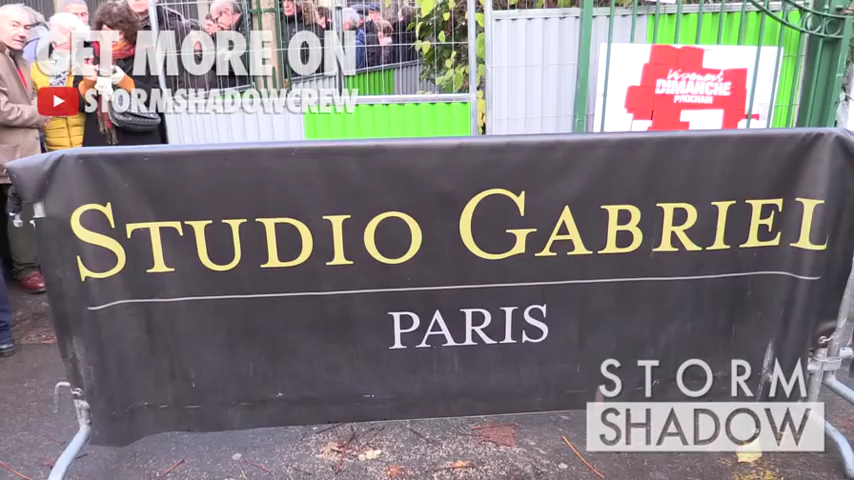 GET MORE ON
STORMSHADOWCREW
Vivement
DIMANCHE
PROCHAIN
STUDIO GABRIEL
PARIS
STORM
SHADOW